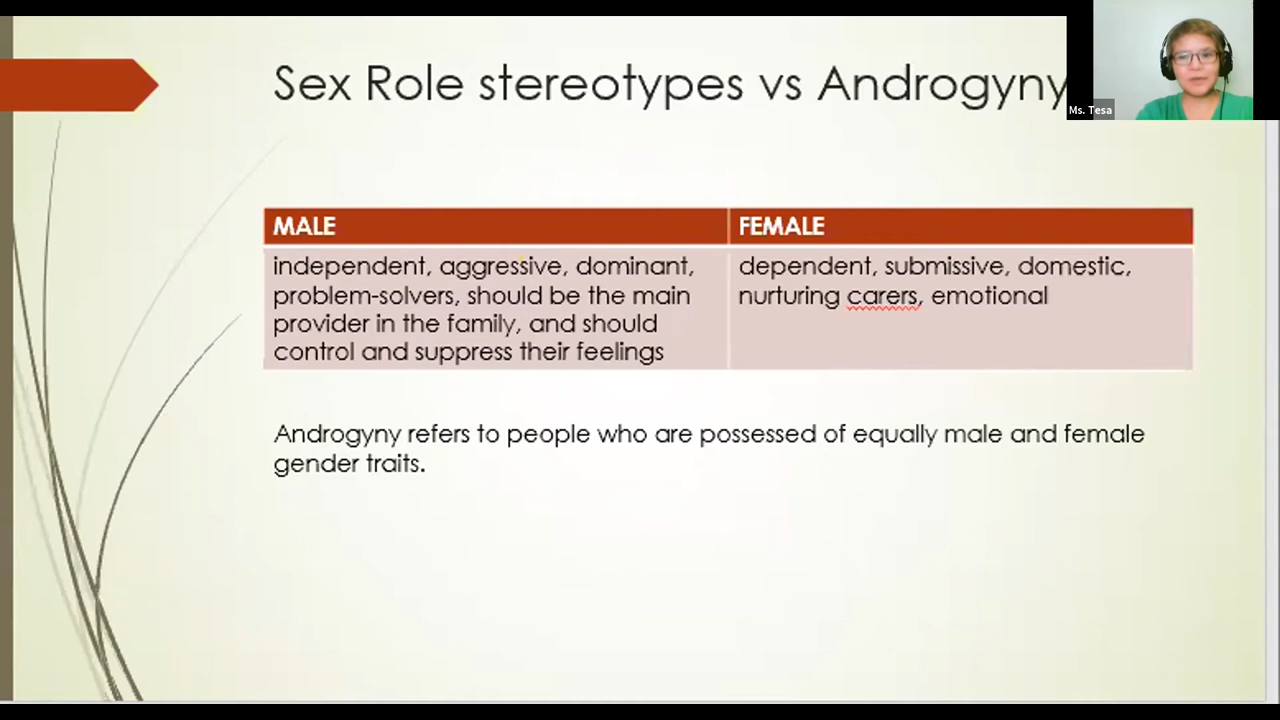 Sex Role stereotypes vs Androgyny
Ms. Tesa
MALE
FEMALE
independent, aggressive, dominant,
problem-solvers, should be the main
provider in the family, and should
control and suppress their feelings
dependent, submissive, domestic,
nurturing carers, emotional
Androgyny refers to people who are possessed of equally male and female
gender traits.